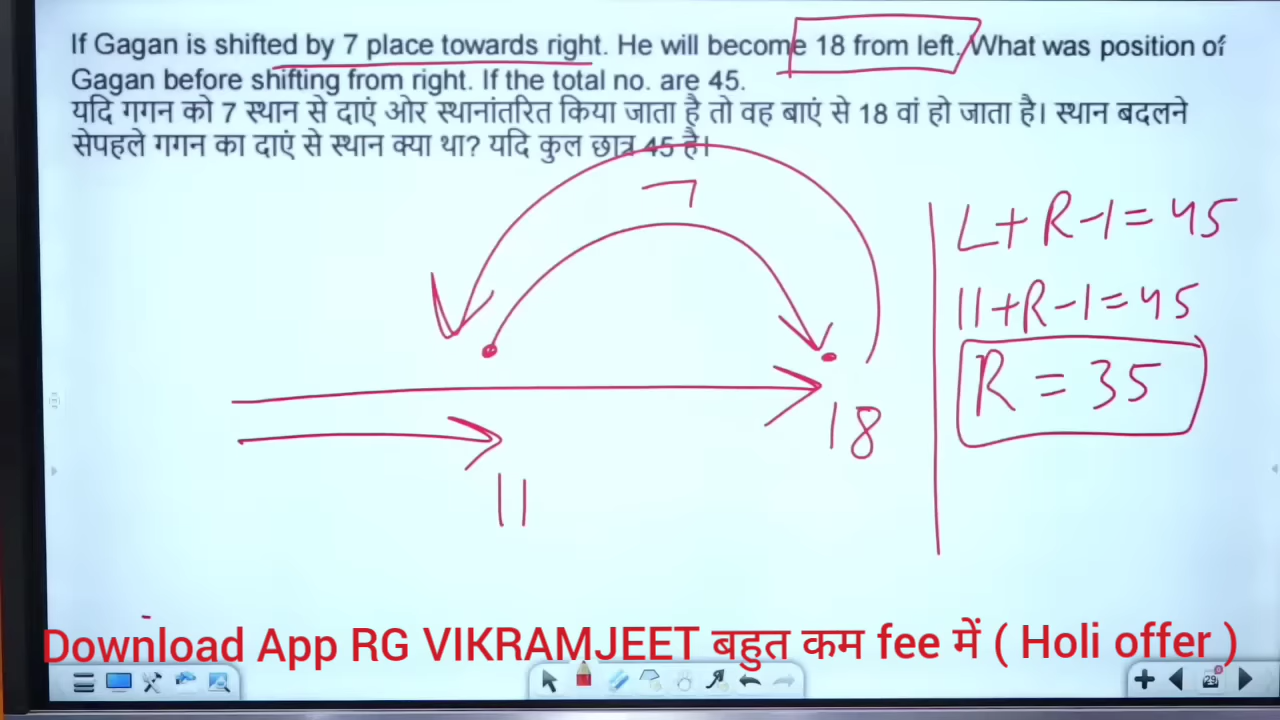 If Gagan is shifted by 7 place towards right. He will become 18 from left. What was position of
Gagan before shifting from right. If the total no. are 45.
यदि गगन को 7 स्थान से दाएं ओर स्थानांतरित किया जाता है तो वह बाएं से 18 वां हो जाता है। स्थान बदलने
सेपहले गगन का दाएं से स्थान क्या था? यदि कुल छात्र 45 है।
7
L+R-1=45
11+R-1=45
R = 35
18
11
Download App RG VIKRAMJEET बहुत कम fee में ( Holi offer )
29